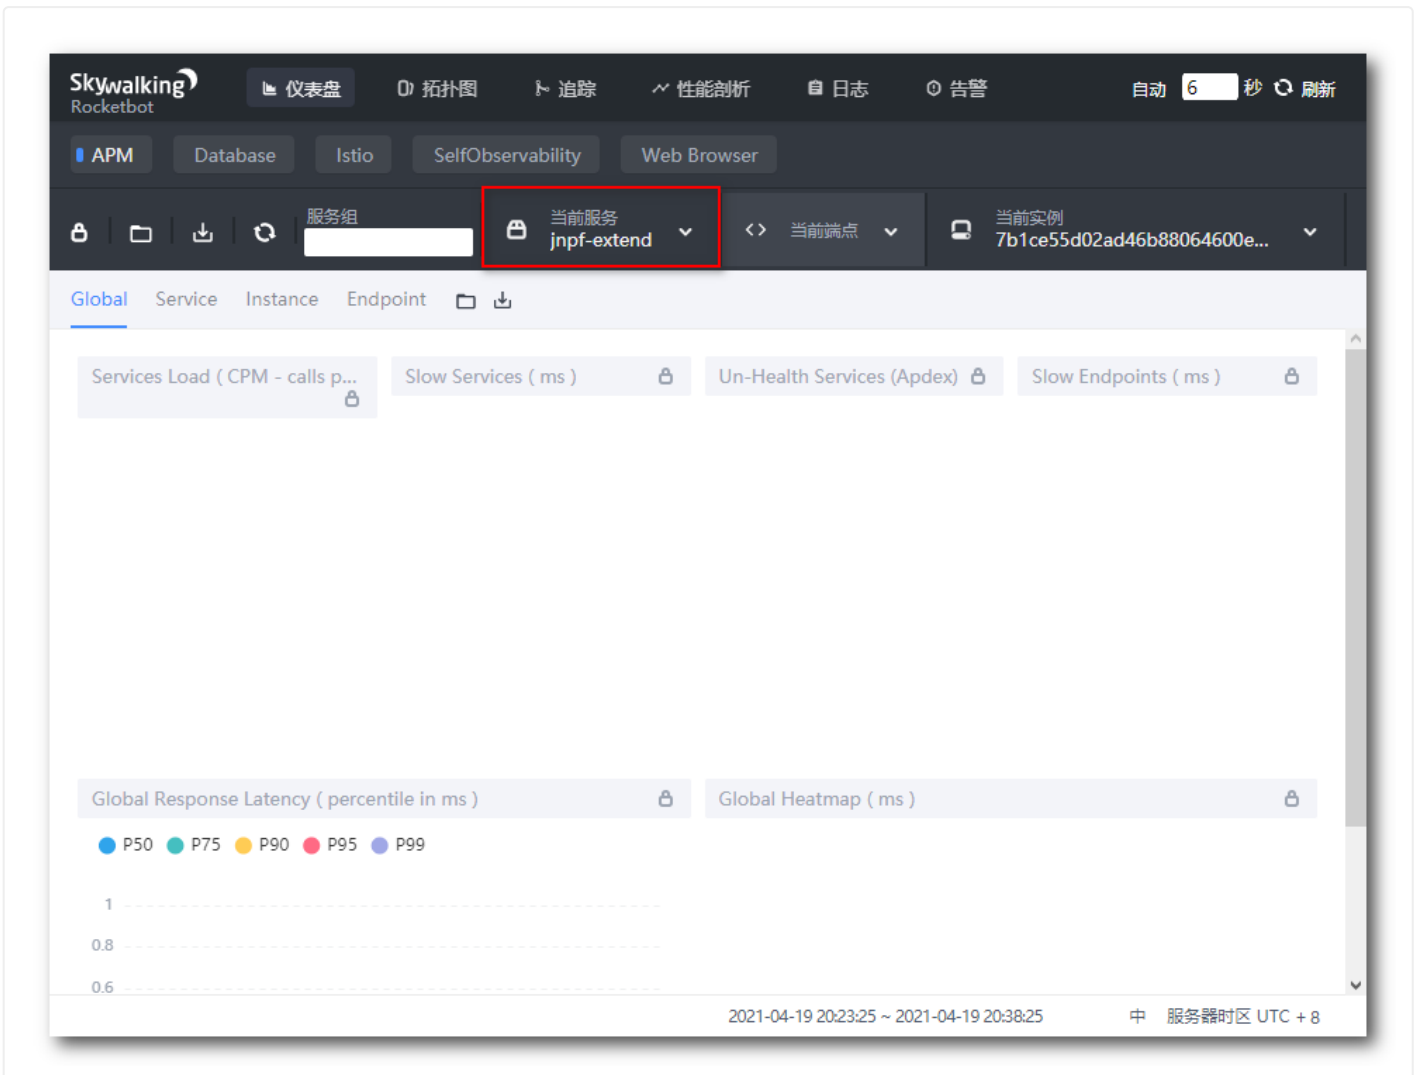 Skywalking
Rocketbot
仪表盘 拓扑图 追踪 性能剖析 日志 告警 自动 6 秒 刷新
APM Database Istio SelfObservability Web Browser
服务组 当前服务 当前实例
jnpf-extend 当前端点 7b1ce55d02ad46b88064600e...
Global Service Instance Endpoint
Services Load ( CPM - calls p... Slow Services ( ms ) Un-Health Services (Apdex) Slow Endpoints ( ms )
Global Response Latency ( percentile in ms ) Global Heatmap ( ms )
P50 P75 P90 P95 P99
1
0.8
0.6
2021-04-19 20:23:25 ~ 2021-04-19 20:38:25 中 服务器时区 UTC + 8